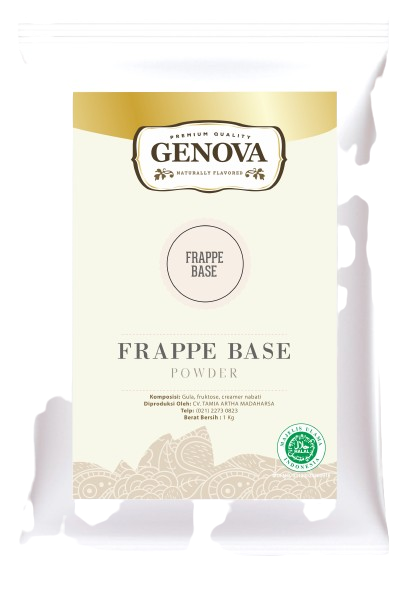 PREMIUM QUALITY
GENOVA
NATURALLY FLAVORED
FRAPPE
BASE
FRAPPE BASE
POWDER
Komposisi: Gula, fruktose, creamer nabati
Diproduksi Oleh: CV. TAMIA ARTHA MADAHARSA
Telp: (021) 2273 0823
Berat Bersih : 1 Kg
MAJELIS ULAMA
HALAL
INDONESIA